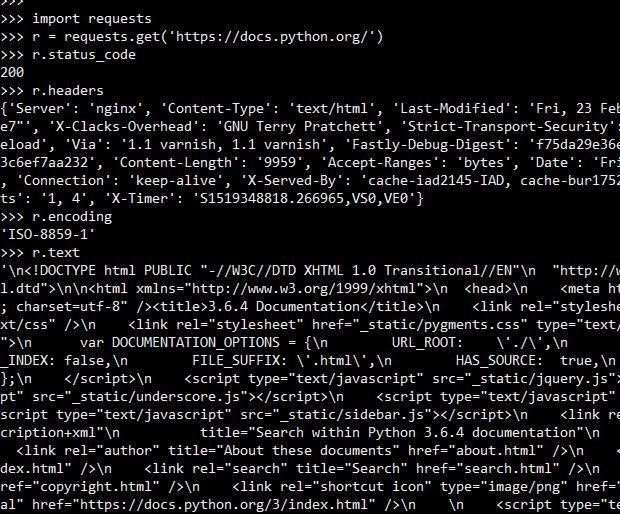 >>>
>>> import requests
>>> r = requests.get('https://docs.python.org/')
>>> r.status_code
200
>>> r.headers
{'Server': 'nginx', 'Content-Type': 'text/html', 'Last-Modified': 'Fri, 23 Feb
e7"', 'X-Clacks-Overhead': 'GNU Terry Pratchett', 'Strict-Transport-Security':
eload', 'Via': '1.1 varnish, 1.1 varnish', 'Fastly-Debug-Digest': 'f75da29e36e
3c6ef7aa232', 'Content-Length': '9959', 'Accept-Ranges': 'bytes', 'Date': 'Fri
, 'Connection': 'keep-alive', 'X-Served-By': 'cache-iad2145-IAD, cache-bur1752
ts': '1, 4', 'X-Timer': 'S1519348818.266965,VS0,VE0'}
>>> r.encoding
'ISO-8859-1'
>>> r.text
'\n<!DOCTYPE html PUBLIC "-//W3C//DTD XHTML 1.0 Transitional//EN"\n  "http://w
l.dtd">\n\n<html xmlns="http://www.w3.org/1999/xhtml">\n  <head>\n    <meta ht
; charset=utf-8" /><title>3.6.4 Documentation</title>\n    <link rel="styleshe
xt/css" />\n    <link rel="stylesheet" href="_static/pygments.css" type="text/
">\n      var DOCUMENTATION_OPTIONS = {\n        URL_ROOT:    \'./\',\n
_INDEX: false,\n        FILE_SUFFIX: \'.html\',\n        HAS_SOURCE:  true,\n
};\n    </script>\n    <script type="text/javascript" src="_static/jquery.js">
pt" src="_static/underscore.js"></script>\n    <script type="text/javascript"
script type="text/javascript" src="_static/sidebar.js"></script>\n    <link re
cription+xml"\n          title="Search within Python 3.6.4 documentation"\n
  <link rel="author" title="About these documents" href="about.html" />\n
dex.html" />\n    <link rel="search" title="Search" href="search.html" />\n
ref="copyright.html" />\n    <link rel="shortcut icon" type="image/png" href="
al" href="https://docs.python.org/3/index.html" />\n    \n    <script type="te